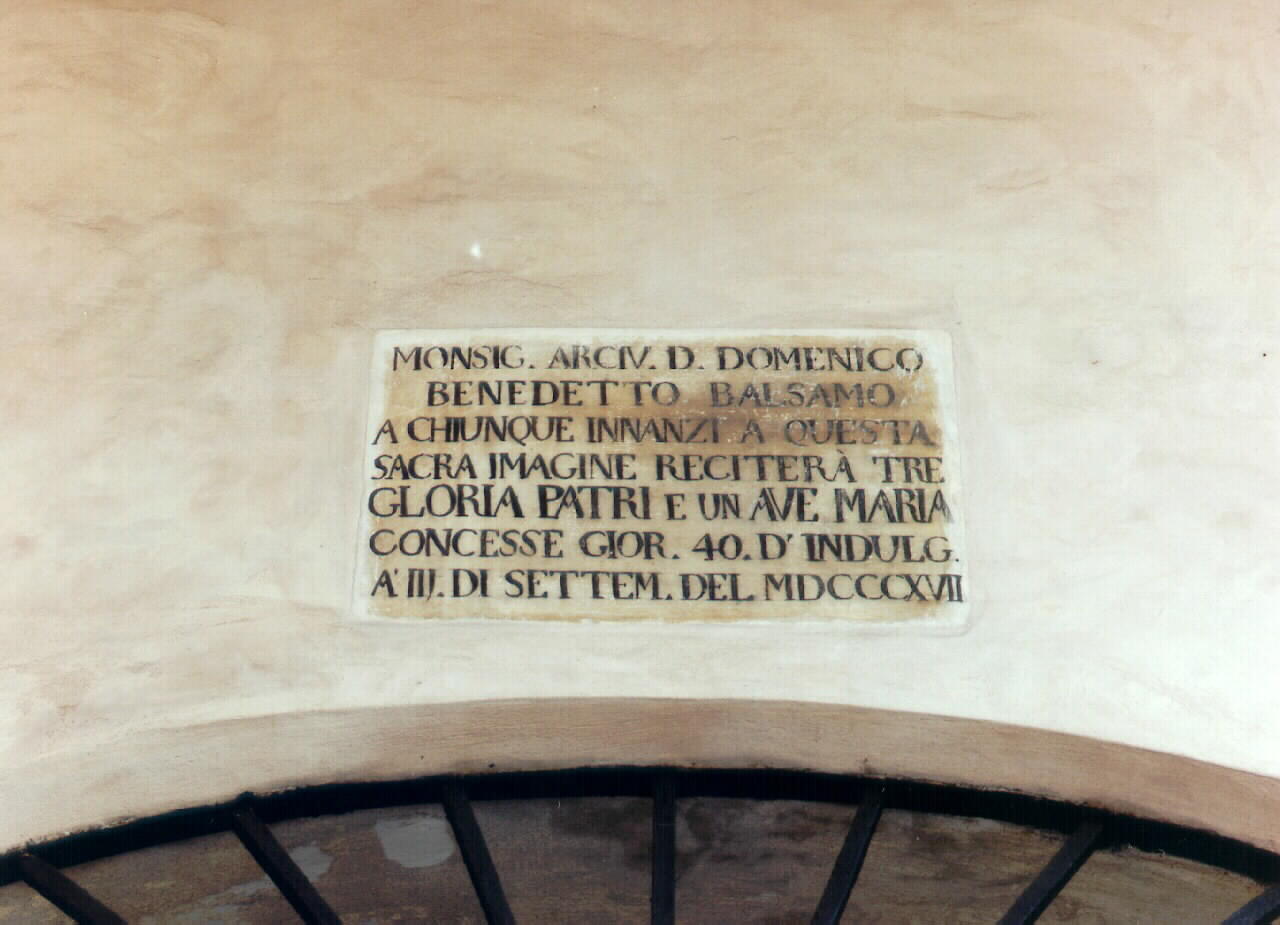 MONSIG. ARCIV. D. DOMENICO
BENEDETTO BALSAMO
A CHIUNQUE INNANZI A QUESTA
SACRA IMAGINE RECITERÀ TRE
GLORIA PATRI E UN AVE MARIA
CONCESSE GIOR. 40. D' INDULG.
A' IIJ. DI SETTEM. DEL MDCCCXVII